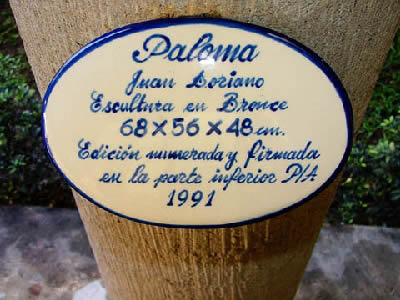 Paloma
Juan Soriano
Escultura en Bronce
68 x 56 x 48 cm.
Edición numerada y firmada
en la parte inferior P/A
1991